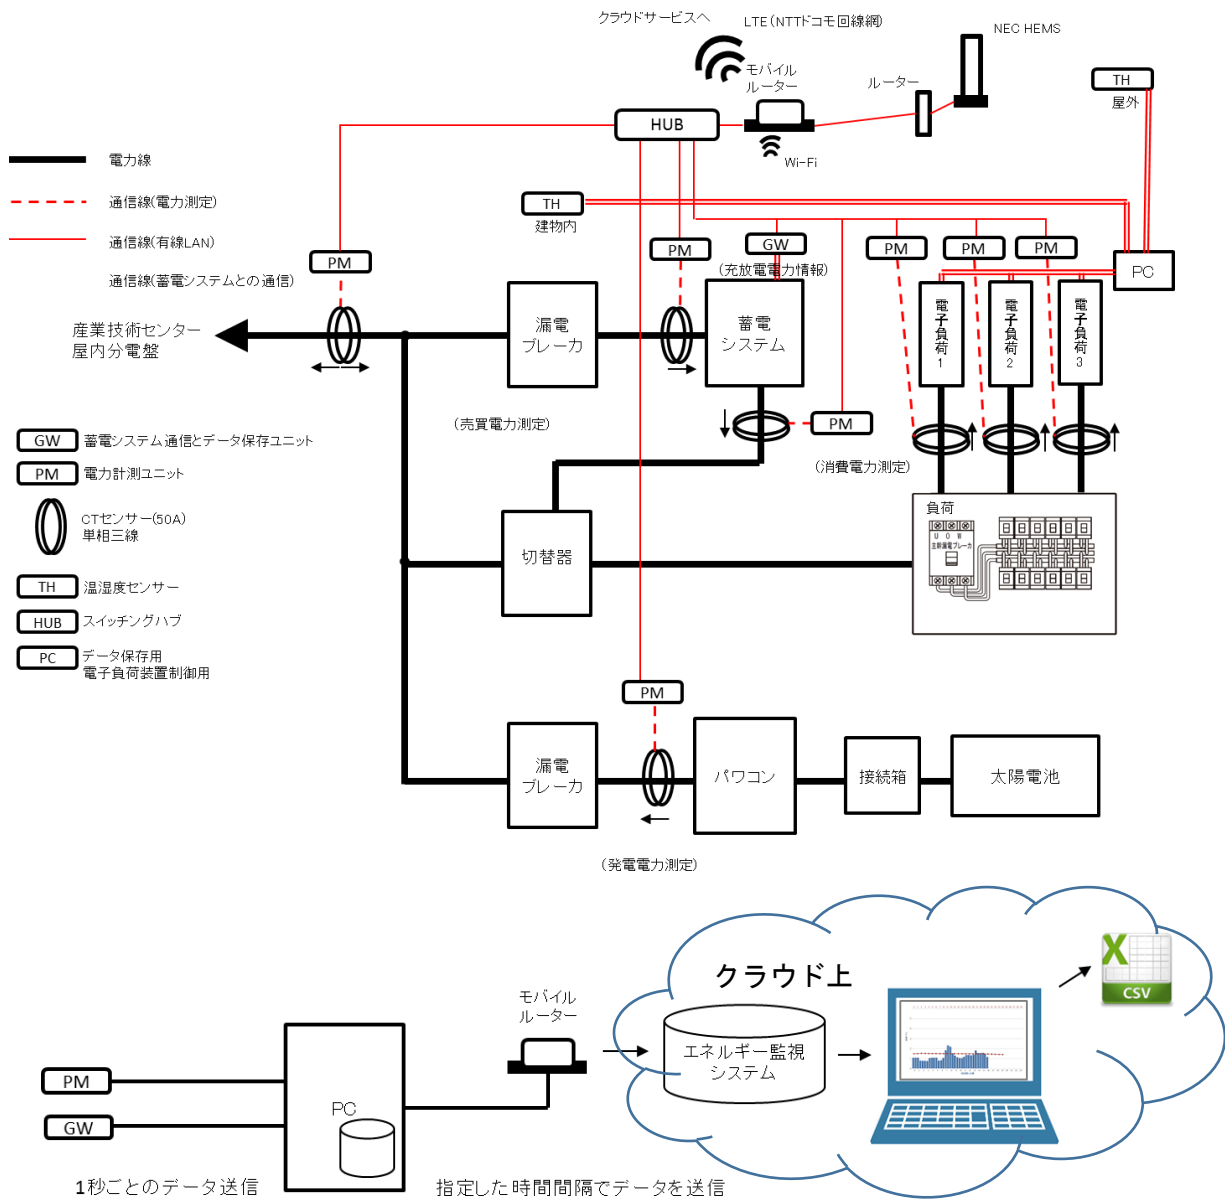 クラウドサービスへ
LTE(NTTドコモ回線網)
NEC HEMS
モバイル
ルーター
ルーター
TH
屋外
HUB
Wi-Fi
電力線
通信線(電力測定)
通信線(有線LAN)
通信線(蓄電システムとの通信)
TH
建物内
PM
PM
GW
(充放電電力情報)
PM
PM
PM
PC
産業技術センター
屋内分電盤
漏電
ブレーカ
蓄電
システム
電子負荷1
電子負荷2
電子負荷3
(売買電力測定)
PM
(消費電力測定)
GW
蓄電システム通信とデータ保存ユニット
PM
電力計測ユニット
CTセンサー(50A)
単相三線
TH
温湿度センサー
HUB
スイッチングハブ
PC
データ保存用
電子負荷装置制御用
切替器
負荷
U O W
主幹漏電ブレーカ
PM
漏電
ブレーカ
パワコン
接続箱
太陽電池
(発電電力測定)
クラウド上
モバイル
ルーター
エネルギー監視
システム
X
CSV
PM
GW
PC
1秒ごとのデータ送信
指定した時間間隔でデータを送信